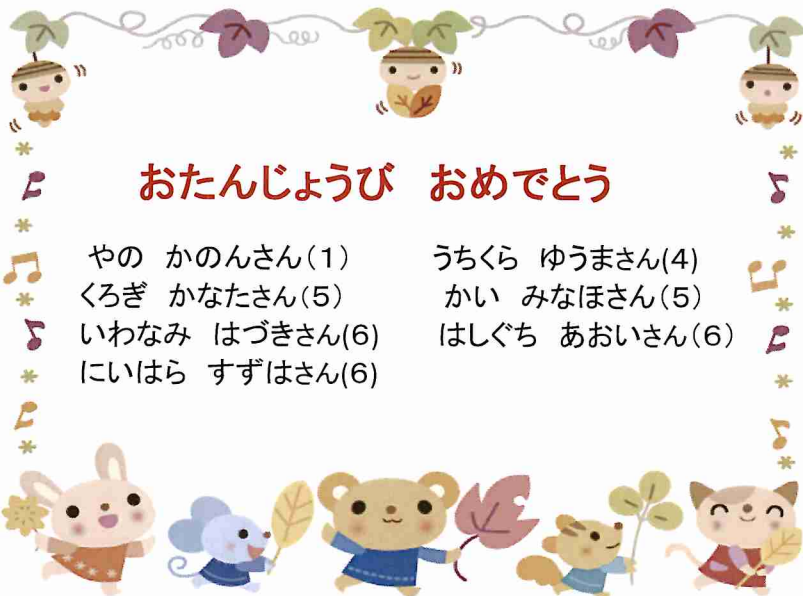 おたんじょうび　おめでとう
やの　かのんさん（１）　うちくら　ゆうまさん(4)
くろぎ　かなたさん（５）　かい　みなほさん（５）
いわなみ　はづきさん(6)　はしぐち　あおいさん（６）
にいはら　すずはさん(6)